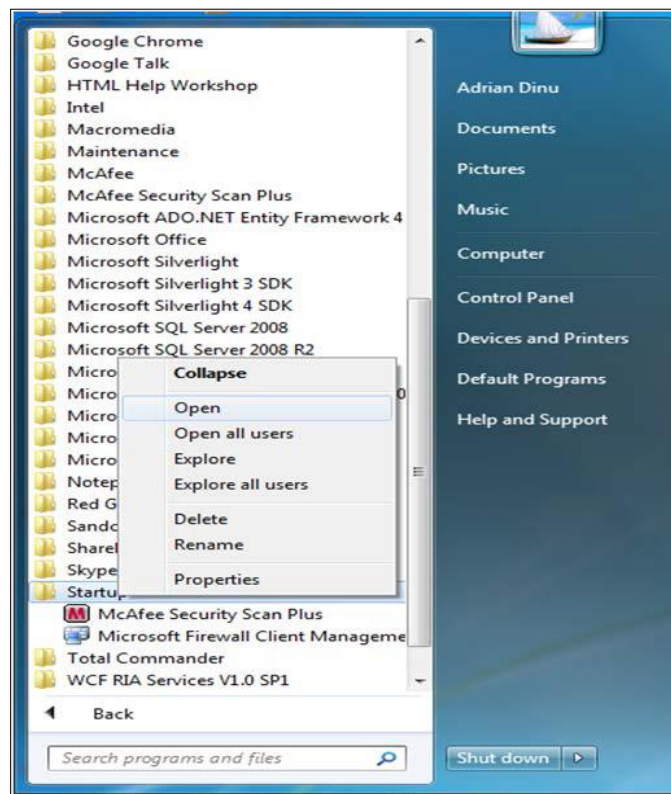 Google Chrome
Google Talk
HTML Help Workshop
Intel
Macromedia
Maintenance
McAfee
McAfee Security Scan Plus
Microsoft ADO.NET Entity Framework 4
Microsoft Office
Microsoft Silverlight
Microsoft Silverlight 3 SDK
Microsoft Silverlight 4 SDK
Microsoft SQL Server 2008
Microsoft SQL Server 2008 R2
Micro
Micro
Micro
Micro
Micro
Notep
Red G
Sandc
Share
Skype
Startup
McAfee Security Scan Plus
Microsoft Firewall Client Manageme
Total Commander
WCF RIA Services V1.0 SP1
Back
Search programs and files
Collapse
Open
Open all users
Explore
Explore all users
Delete
Rename
Properties
Adrian Dinu
Documents
Pictures
Music
Computer
Control Panel
Devices and Printers
Default Programs
Help and Support
Shut down